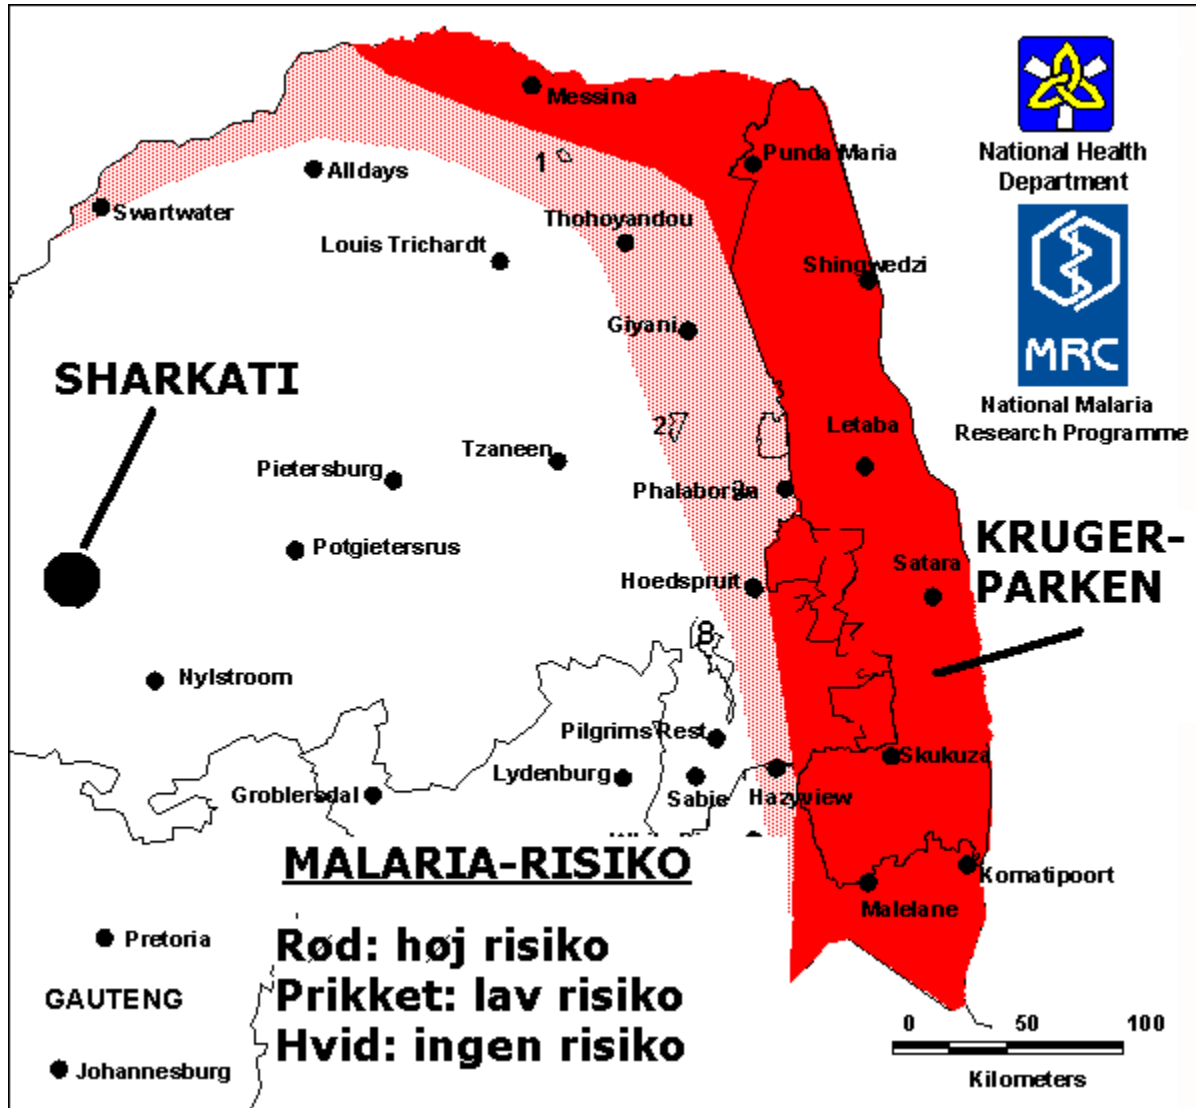 Messina
National Health
Department
Punda Maria
1
Alldays
Swartwater
Thohoyandou
Louis Trichardt
Shingwedzi
Giyani
MRC
SHARKATI
National Malaria
Research Programme
2
Letaba
Tzaneen
Pietersburg
Phalaborwa
Potgietersrus
KRUGER-
PARKEN
Satara
Hoedspruit
8
Nylstroom
Pilgrims Rest
Skukuza
Lydenburg
Sabie
Hazyview
Groblersdal
MALARIA-RISIKO
Komatipoort
Malelane
Pretoria
Rød: høj risiko
GAUTENG
Prikket: lav risiko
0 50 100
Hvid: ingen risiko
Johannesburg
Kilometers